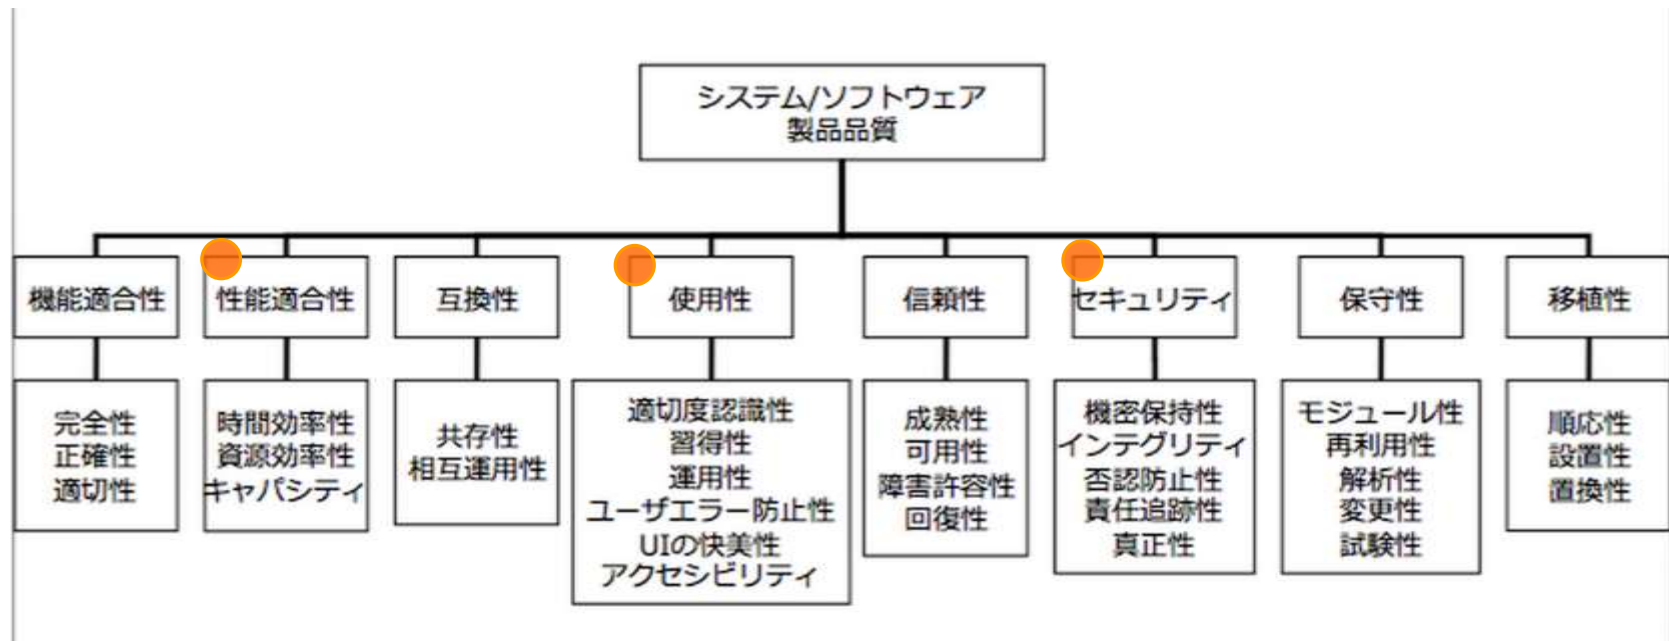 システム/ソフトウェア
製品品質
機能適合性
性能適合性
互換性
使用性
信頼性
セキュリティ
保守性
移植性
完全性
正確性
適切性
時間効率性
資源効率性
キャパシティ
共存性
相互運用性
適切度認識性
習得性
運用性
ユーザエラー防止性
UIの快美性
アクセシビリティ
成熟性
可用性
障害許容性
回復性
機密保持性
インテグリティ
否認防止性
責任追跡性
真正性
モジュール性
再利用性
解析性
変更性
試験性
順応性
設置性
置換性